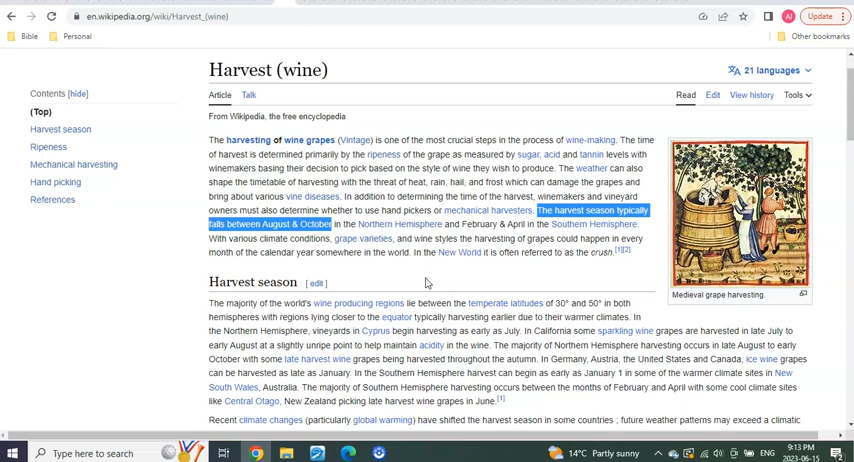 en.wikipedia.org/wiki/Harvest_(wine)
AI
Update
Bible
Personal
Other bookmarks
Harvest (wine)
21 languages
Contents [hide]
(Top)
Harvest season
Ripeness
Mechanical harvesting
Hand picking
References
Article
Talk
Read
Edit
View history
Tools
From Wikipedia, the free encyclopedia
The harvesting of wine grapes (Vintage) is one of the most crucial steps in the process of wine-making. The time
of harvest is determined primarily by the ripeness of the grape as measured by sugar, acid and tannin levels with
winemakers basing their decision to pick based on the style of wine they wish to produce. The weather can also
shape the timetable of harvesting with the threat of heat, rain, hail, and frost which can damage the grapes and
bring about various vine diseases. In addition to determining the time of the harvest, winemakers and vineyard
owners must also determine whether to use hand pickers or mechanical harvesters. The harvest season typically
falls between August & October in the Northern Hemisphere and February & April in the Southern Hemisphere.
With various climate conditions, grape varieties, and wine styles the harvesting of grapes could happen in every
month of the calendar year somewhere in the world. In the New World it is often referred to as the crush.[1][2]
Medieval grape harvesting.
Harvest season [ edit ]
The majority of the world's wine producing regions lie between the temperate latitudes of 30° and 50° in both
hemispheres with regions lying closer to the equator typically harvesting earlier due to their warmer climates. In
the Northern Hemisphere, vineyards in Cyprus begin harvesting as early as July. In California some sparkling wine grapes are harvested in late July to
early August at a slightly unripe point to help maintain acidity in the wine. The majority of Northern Hemisphere harvesting occurs in late August to early
October with some late harvest wine grapes being harvested throughout the autumn. In Germany, Austria, the United States and Canada, ice wine grapes
can be harvested as late as January. In the Southern Hemisphere harvest can begin as early as January 1 in some of the warmer climate sites in New
South Wales, Australia. The majority of Southern Hemisphere harvesting occurs between the months of February and April with some cool climate sites
like Central Otago, New Zealand picking late harvest wine grapes in June.[1]
Recent climate changes (particularly global warming) have shifted the harvest season in some countries ; future weather patterns may exceed a climatic
Type here to search
14°C Partly sunny
ENG
9:13 PM
2023-06-15
2